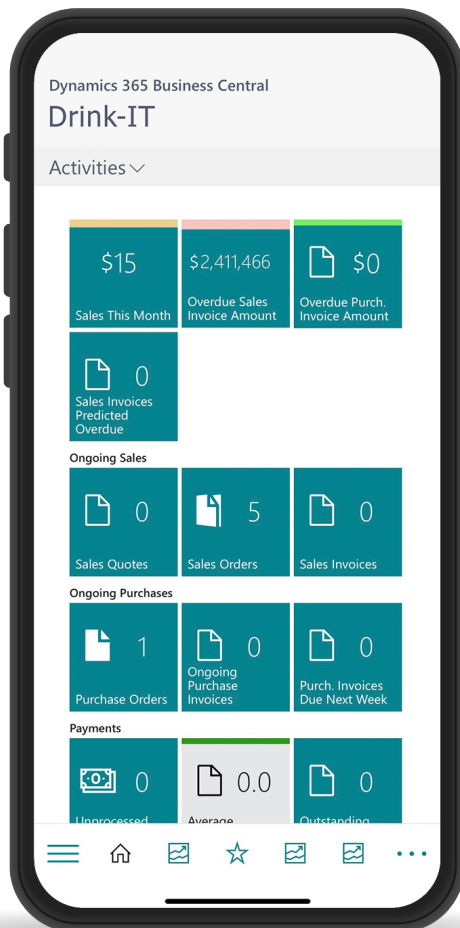 Dynamics 365 Business Central
Drink-IT
Activities
$15
Sales This Month
$2,411,466
Overdue Sales
Invoice Amount
$0
Overdue Purch.
Invoice Amount
0
Sales Invoices
Predicted
Overdue
Ongoing Sales
0
Sales Quotes
5
Sales Orders
0
Sales Invoices
Ongoing Purchases
1
Purchase Orders
0
Ongoing
Purchase
Invoices
0
Purch. Invoices
Due Next Week
Payments
0
Unprocessed
0.0
Average
0
Outstanding